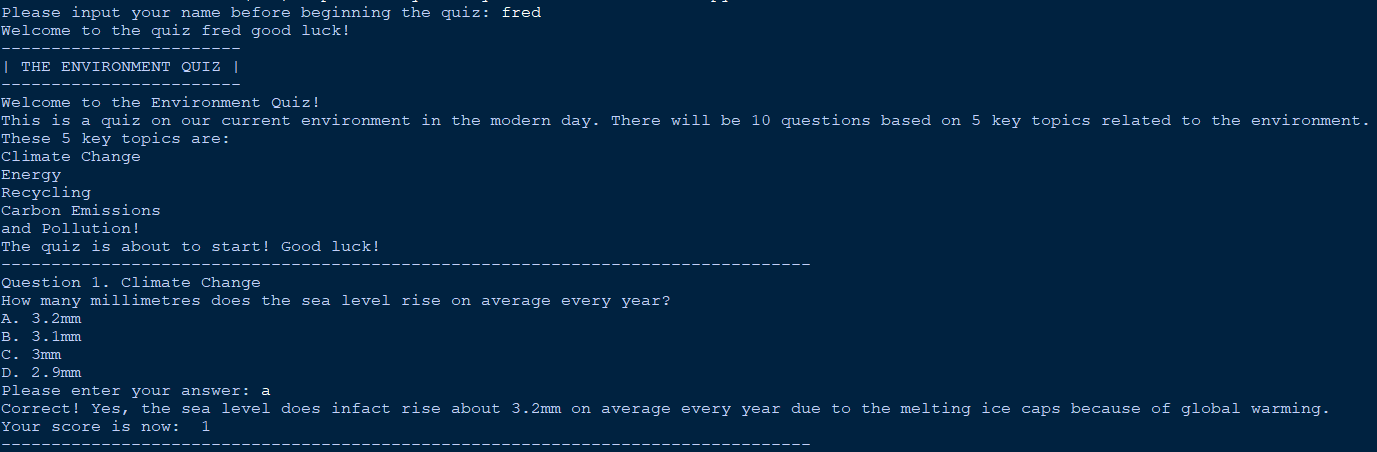 Please input your name before beginning the quiz: fred
Welcome to the quiz fred good luck!
------------------------
| THE ENVIRONMENT QUIZ |
------------------------
Welcome to the Environment Quiz!
This is a quiz on our current environment in the modern day. There will be 10 questions based on 5 key topics related to the environment.
These 5 key topics are:
Climate Change
Energy
Recycling
Carbon Emissions
and Pollution!
The quiz is about to start! Good luck!
---------------------------------------------------------------------------------
Question 1. Climate Change
How many millimetres does the sea level rise on average every year?
A. 3.2mm
B. 3.1mm
C. 3mm
D. 2.9mm
Please enter your answer: a
Correct! Yes, the sea level does infact rise about 3.2mm on average every year due to the melting ice caps because of global warming.
Your score is now:  1
---------------------------------------------------------------------------------